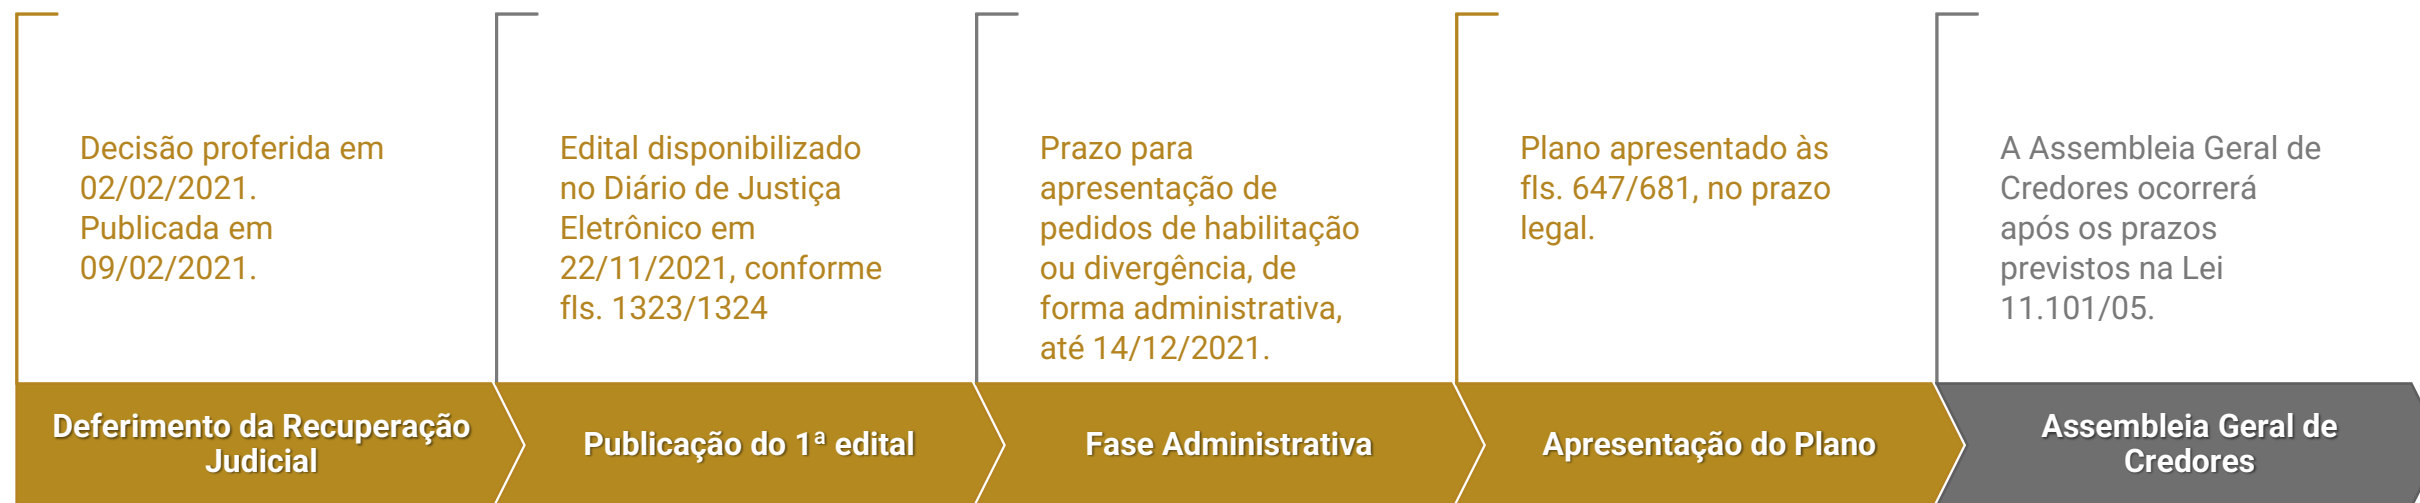 Decisão proferida em
02/02/2021.
Publicada em
09/02/2021.
Deferimento da Recuperação
Judicial
Edital disponibilizado
no Diário de Justiça
Eletrônico em
22/11/2021, conforme
fls. 1323/1324
Publicação do 1ª edital
Prazo para
apresentação de
pedidos de habilitação
ou divergência, de
forma administrativa,
até 14/12/2021.
Fase Administrativa
Plano apresentado às
fls. 647/681, no prazo
legal.
Apresentação do Plano
A Assembleia Geral de
Credores ocorrerá
após os prazos
previstos na Lei
11.101/05.
Assembleia Geral de
Credores